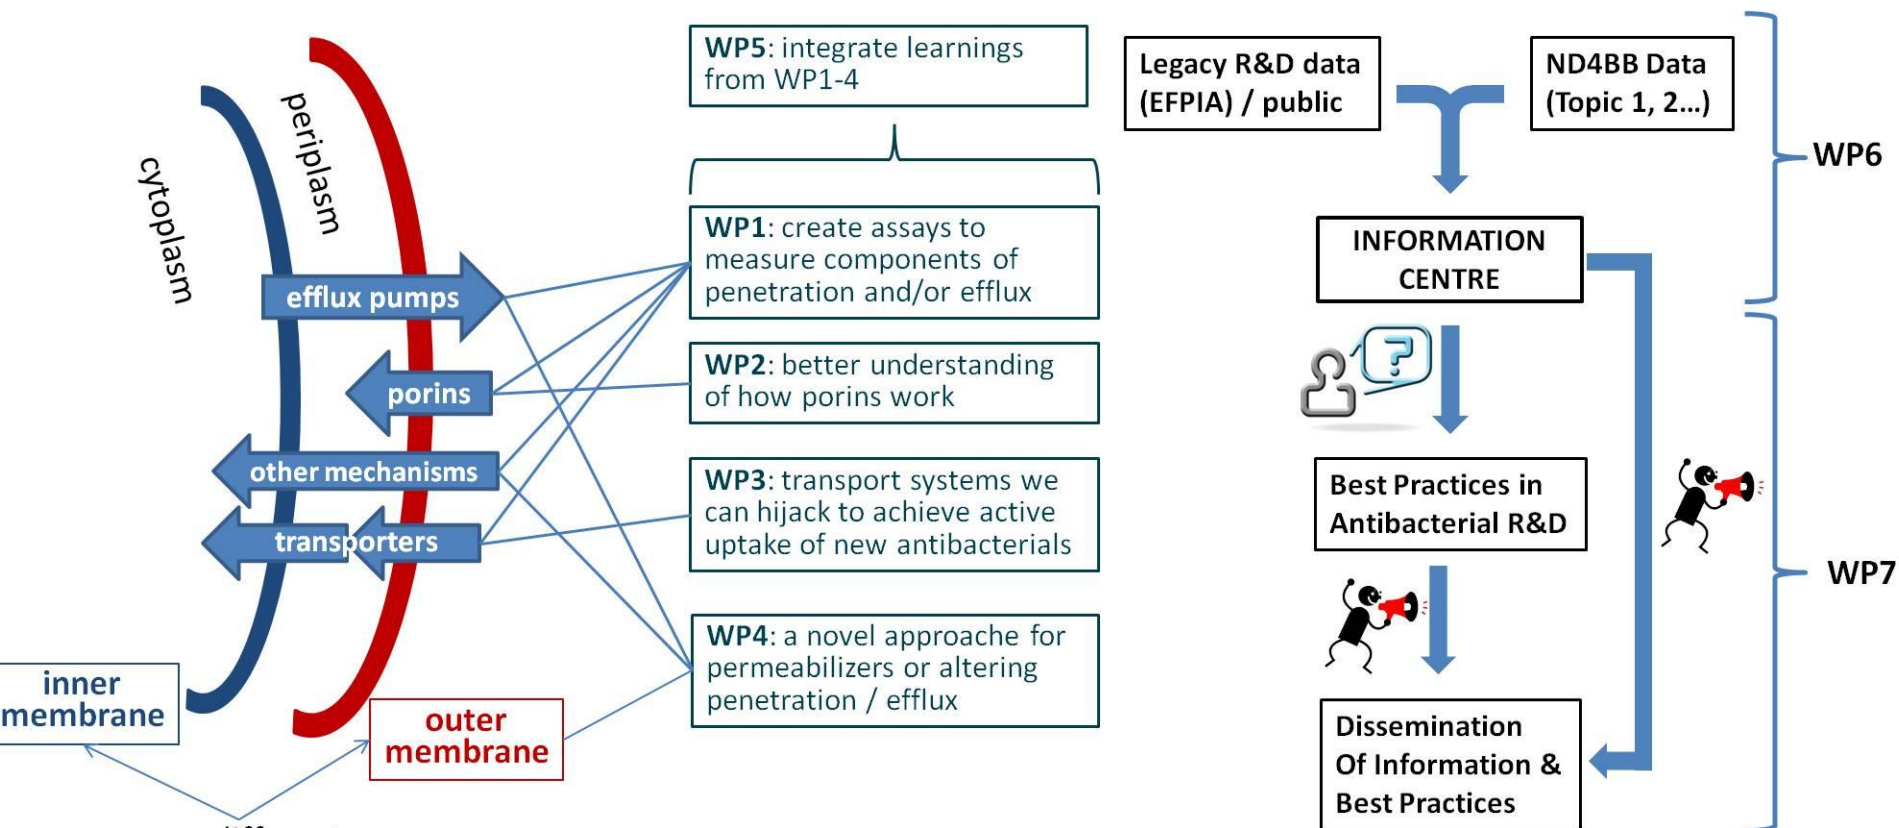 cytoplasm
periplasm
efflux pumps
porins
other mechanisms
transporters
inner
membrane
outer
membrane
WP5: integrate learnings
from WP1-4
WP1: create assays to
measure components of
penetration and/or efflux
WP2: better understanding
of how porins work
WP3: transport systems we
can hijack to achieve active
uptake of new antibacterials
WP4: a novel approache for
permeabilizers or altering
penetration / efflux
Legacy R&D data
(EFPIA) / public
ND4BB Data
(Topic 1, 2...)
WP6
INFORMATION
CENTRE
?
Best Practices in
Antibacterial R&D
WP7
Dissemination
Of Information &
Best Practices